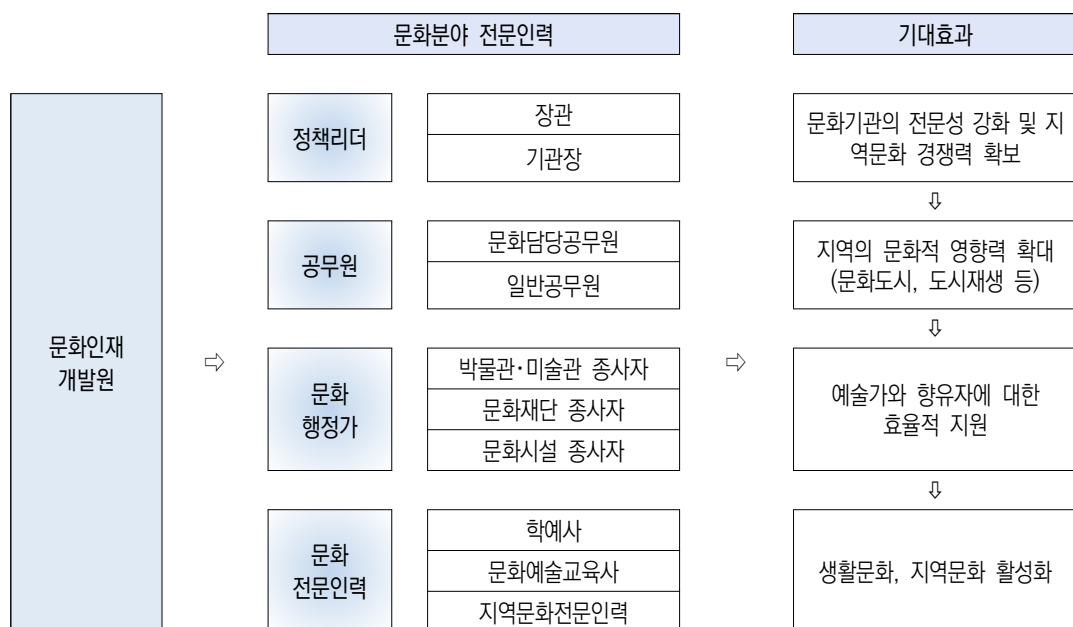 문화분야 전문인력
기대효과
문화인재
개발원
⇨
정책리더
장관
기관장
공무원
문화담당공무원
일반공무원
문화
행정가
박물관·미술관 종사자
문화재단 종사자
문화시설 종사자
문화
전문인력
학예사
문화예술교육사
지역문화전문인력
⇨
문화기관의 전문성 강화 및 지
역문화 경쟁력 확보
⇩
지역의 문화적 영향력 확대
(문화도시, 도시재생 등)
⇩
예술가와 향유자에 대한
효율적 지원
⇩
생활문화, 지역문화 활성화